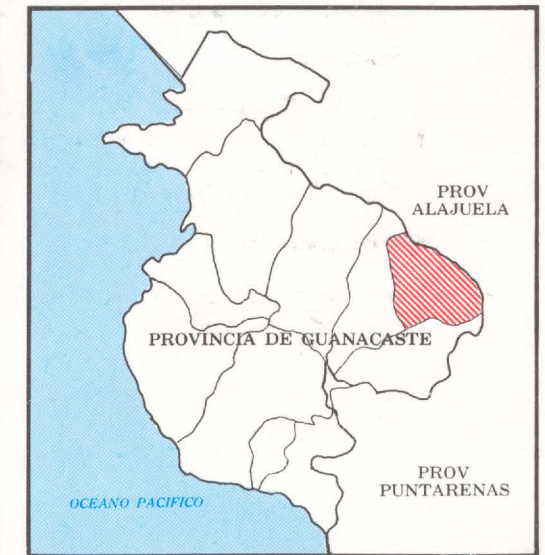 PROV
ALAJUELA
PROVINCIA DE GUANACASTE
PROV
PUNTARENAS
OCEANO PACIFICO